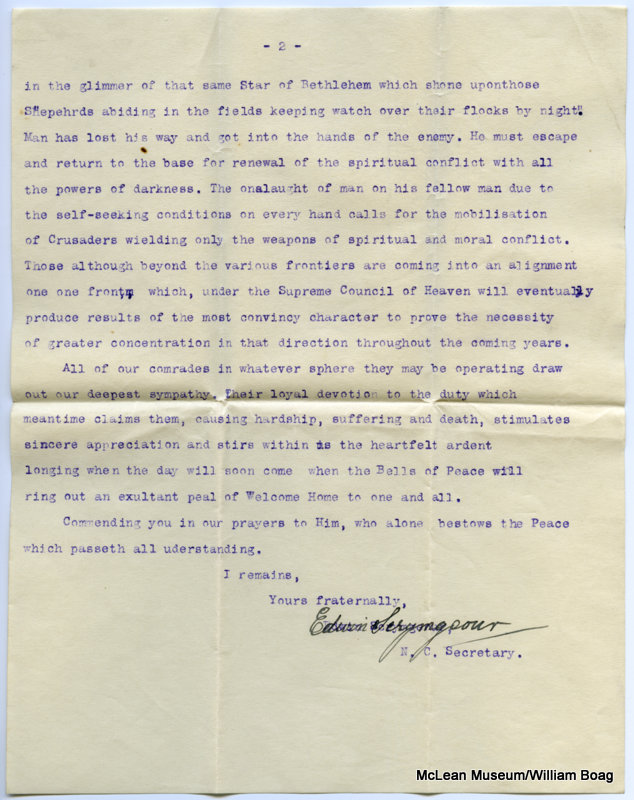 - 2 -
in the glimmer of that same Star of Bethlehem which shone uponthose
S"epehrds abiding in the fields keeping watch over their flocks by night".
Man has lost his way and got into the hands of the enemy. He must escape
and return to the base for renewal of the spiritual conflict with all
the powers of darkness. The onalaught of man on his fellow man due to
the self-seeking conditions on every hand calls for the mobilisation
of Crusaders wielding only the weapons of spiritual and moral conflict.
Those although beyond the various frontiers are coming into an alignment
one one front, which, under the Supreme Council of Heaven will eventually
produce results of the most convincy character to prove the necessity
of greater concentration in that direction throughout the coming years.
All of our comrades in whatever sphere they may be operating draw
out our deepest sympathy. Their loyal devotion to the duty which
meantime claims them, causing hardship, suffering and death, stimulates
sincere appreciation and stirs within us the heartfelt ardent
longing when the day will soon come when the Bells of Peace will
ring out an exultant peal of Welcome Home to one and all.
Commending you in our prayers to Him, who alone bestows the Peace
which passeth all uderstanding.
I remains,
Yours fraternally,
Edwin Scrymgeour
N. C. Secretary.
McLean Museum/William Boag